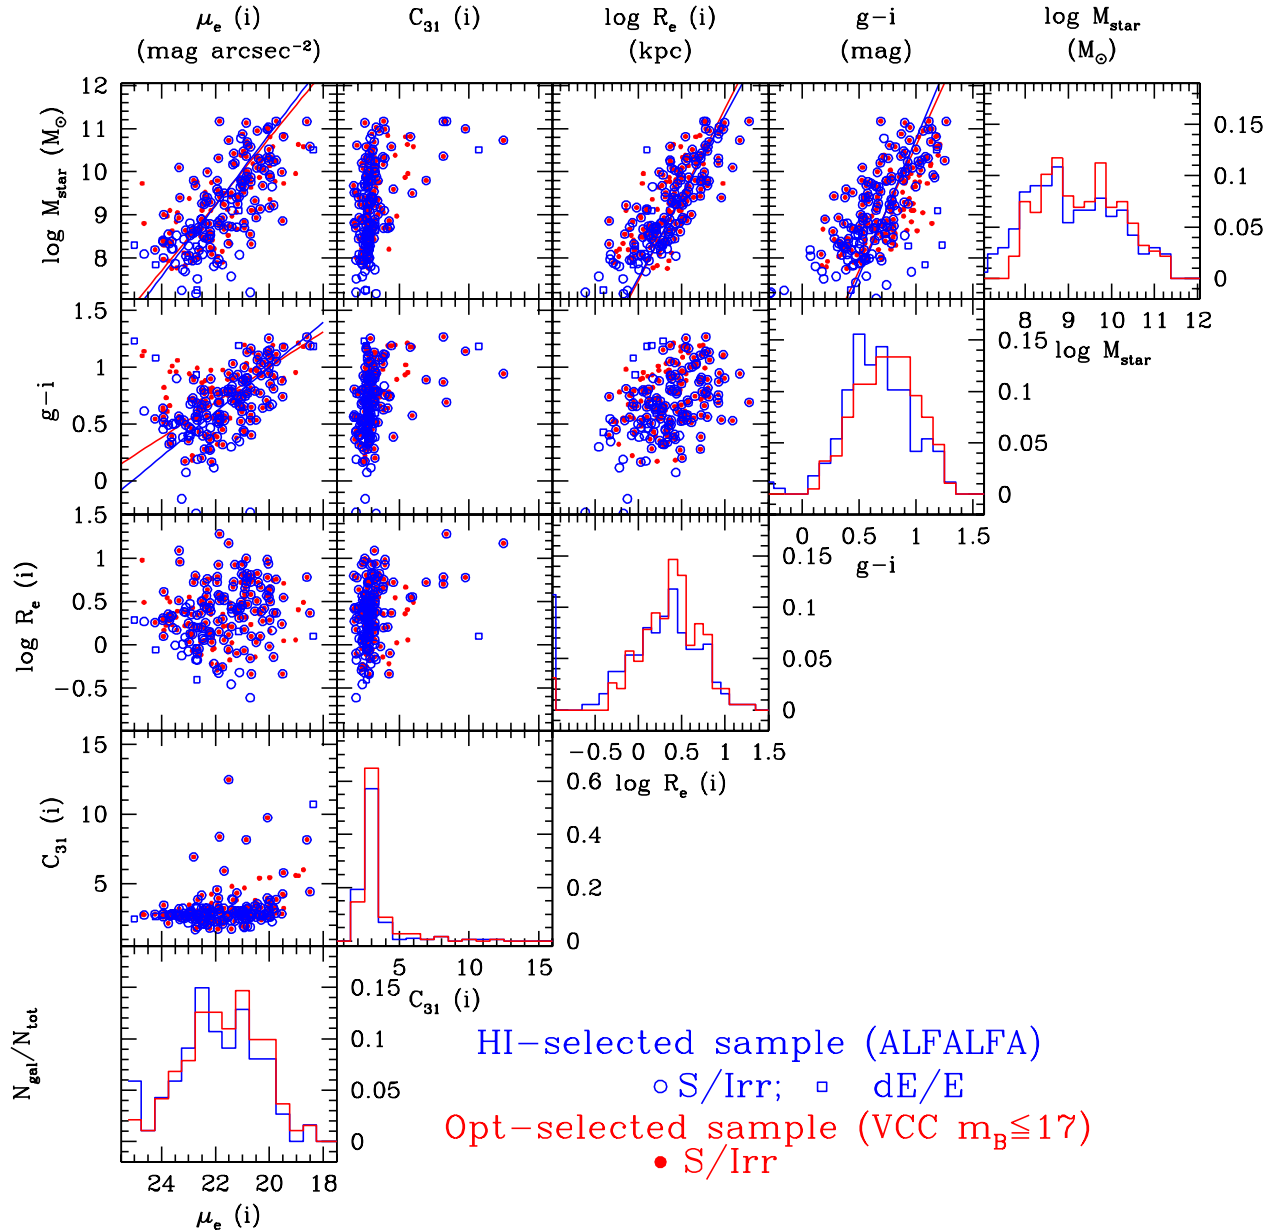 μe (i) C31 (i) log Re (i) g−i log Mstar
(mag arcsec−2) (kpc) (mag) (M⊙)
log Mstar (M⊙)
12
11
10
9
8
0.15
0.1
0.05
0
8 9 10 11 12
log Mstar
g−i
1.5
1
0.5
0
0.15
0.1
0.05
0
0 0.5 1 1.5
g−i
log Re (i)
1.5
1
0.5
0
−0.5
0.15
0.1
0.05
0
−0.5 0 0.5 1 1.5
log Re (i)
C31 (i)
15
10
5
0.6
0.4
0.2
0
5 10 15
C31 (i)
Ngal/Ntot
0.15
0.1
0.05
0
24 22 20 18
μe (i)
HI−selected sample (ALFALFA)
S/Irr; dE/E
Opt−selected sample (VCC mB≦17)
S/Irr